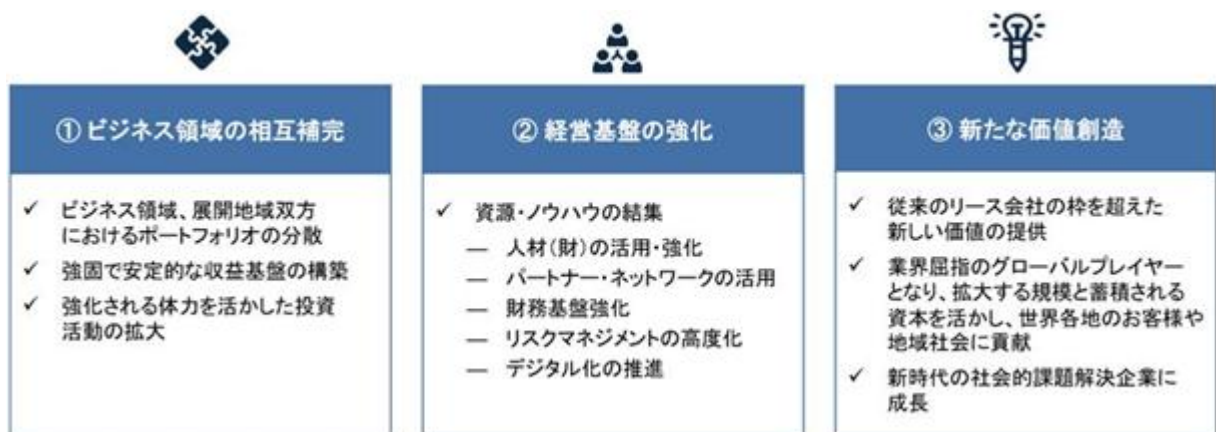 ① ビジネス領域の相互補完
✓ ビジネス領域、展開地域双方
におけるポートフォリオの分散
✓ 強固で安定的な収益基盤の構築
✓ 強化される体力を活かした投資
活動の拡大
② 経営基盤の強化
✓ 資源・ノウハウの結集
― 人材(財)の活用・強化
― パートナー・ネットワークの活用
― 財務基盤強化
― リスクマネジメントの高度化
― デジタル化の推進
③ 新たな価値創造
✓ 従来のリース会社の枠を超えた
新しい価値の提供
✓ 業界屈指のグローバルプレイヤー
となり、拡大する規模と蓄積される
資本を活かし、世界各地のお客様や
地域社会に貢献
✓ 新時代の社会的課題解決企業に
成長